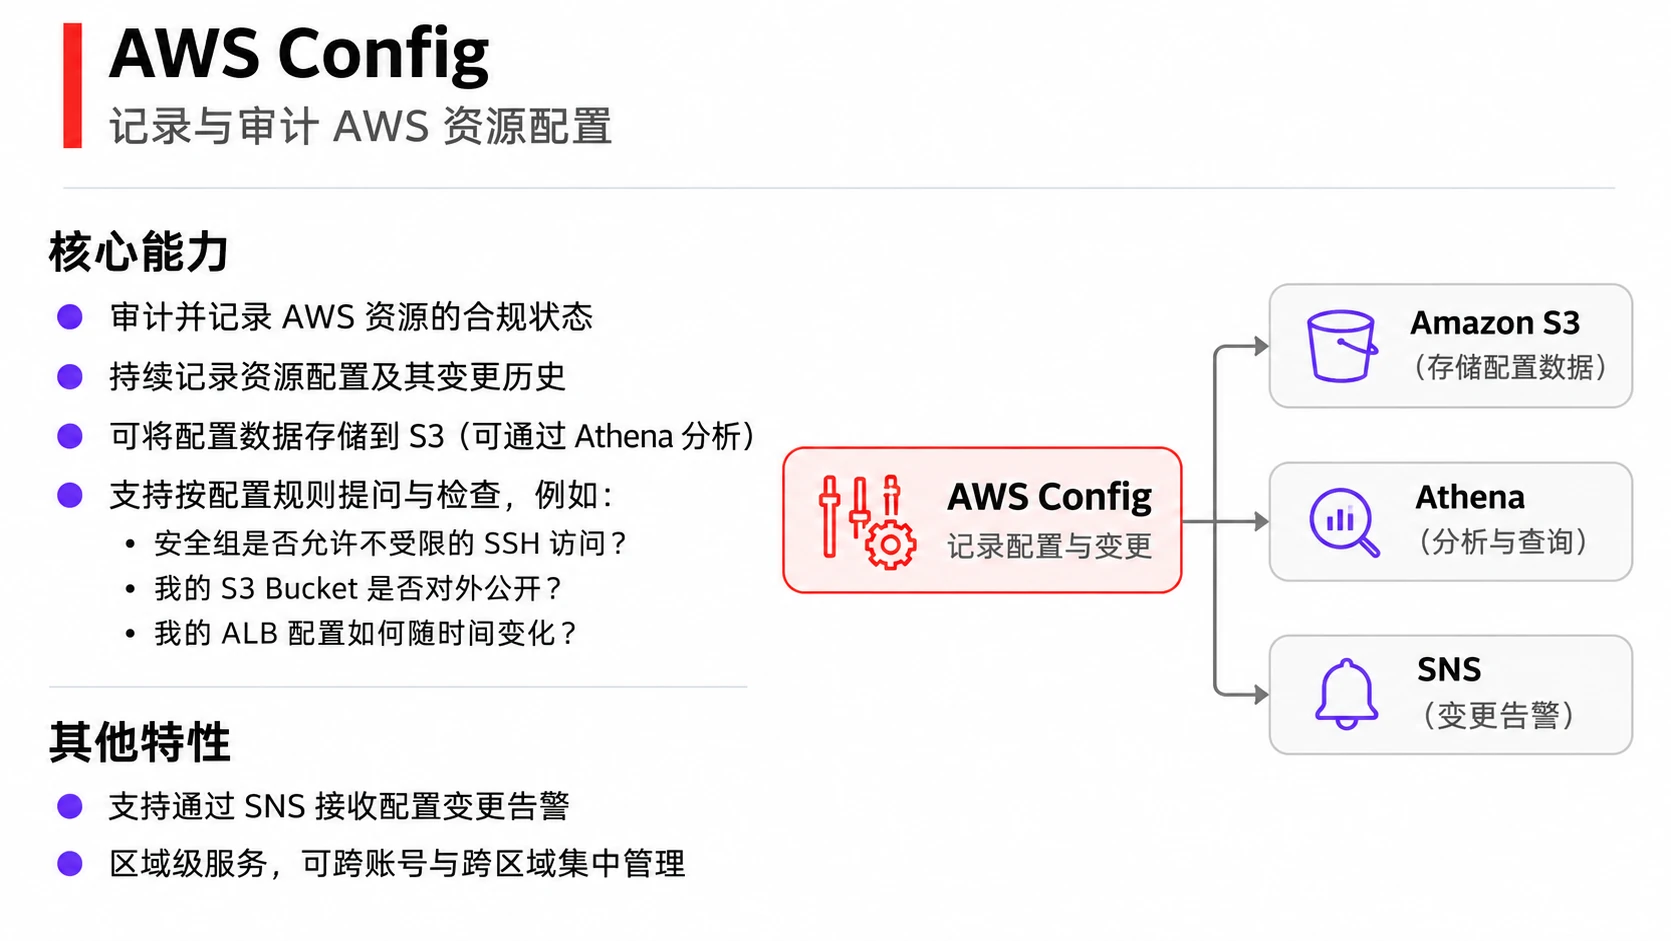 AWS Config
记录与审计 AWS 资源配置
核心能力
审计并记录 AWS 资源的合规状态
持续记录资源配置及其变更历史
可将配置数据存储到 S3（可通过 Athena 分析）
支持按配置规则提问与检查，例如：
• 安全组是否允许不受限的 SSH 访问？
• 我的 S3 Bucket 是否对外公开？
• 我的 ALB 配置如何随时间变化？
其他特性
支持通过 SNS 接收配置变更告警
区域级服务，可跨账号与跨区域集中管理
AWS Config
记录配置与变更
Amazon S3
（存储配置数据）
Athena
（分析与查询）
SNS
（变更告警）